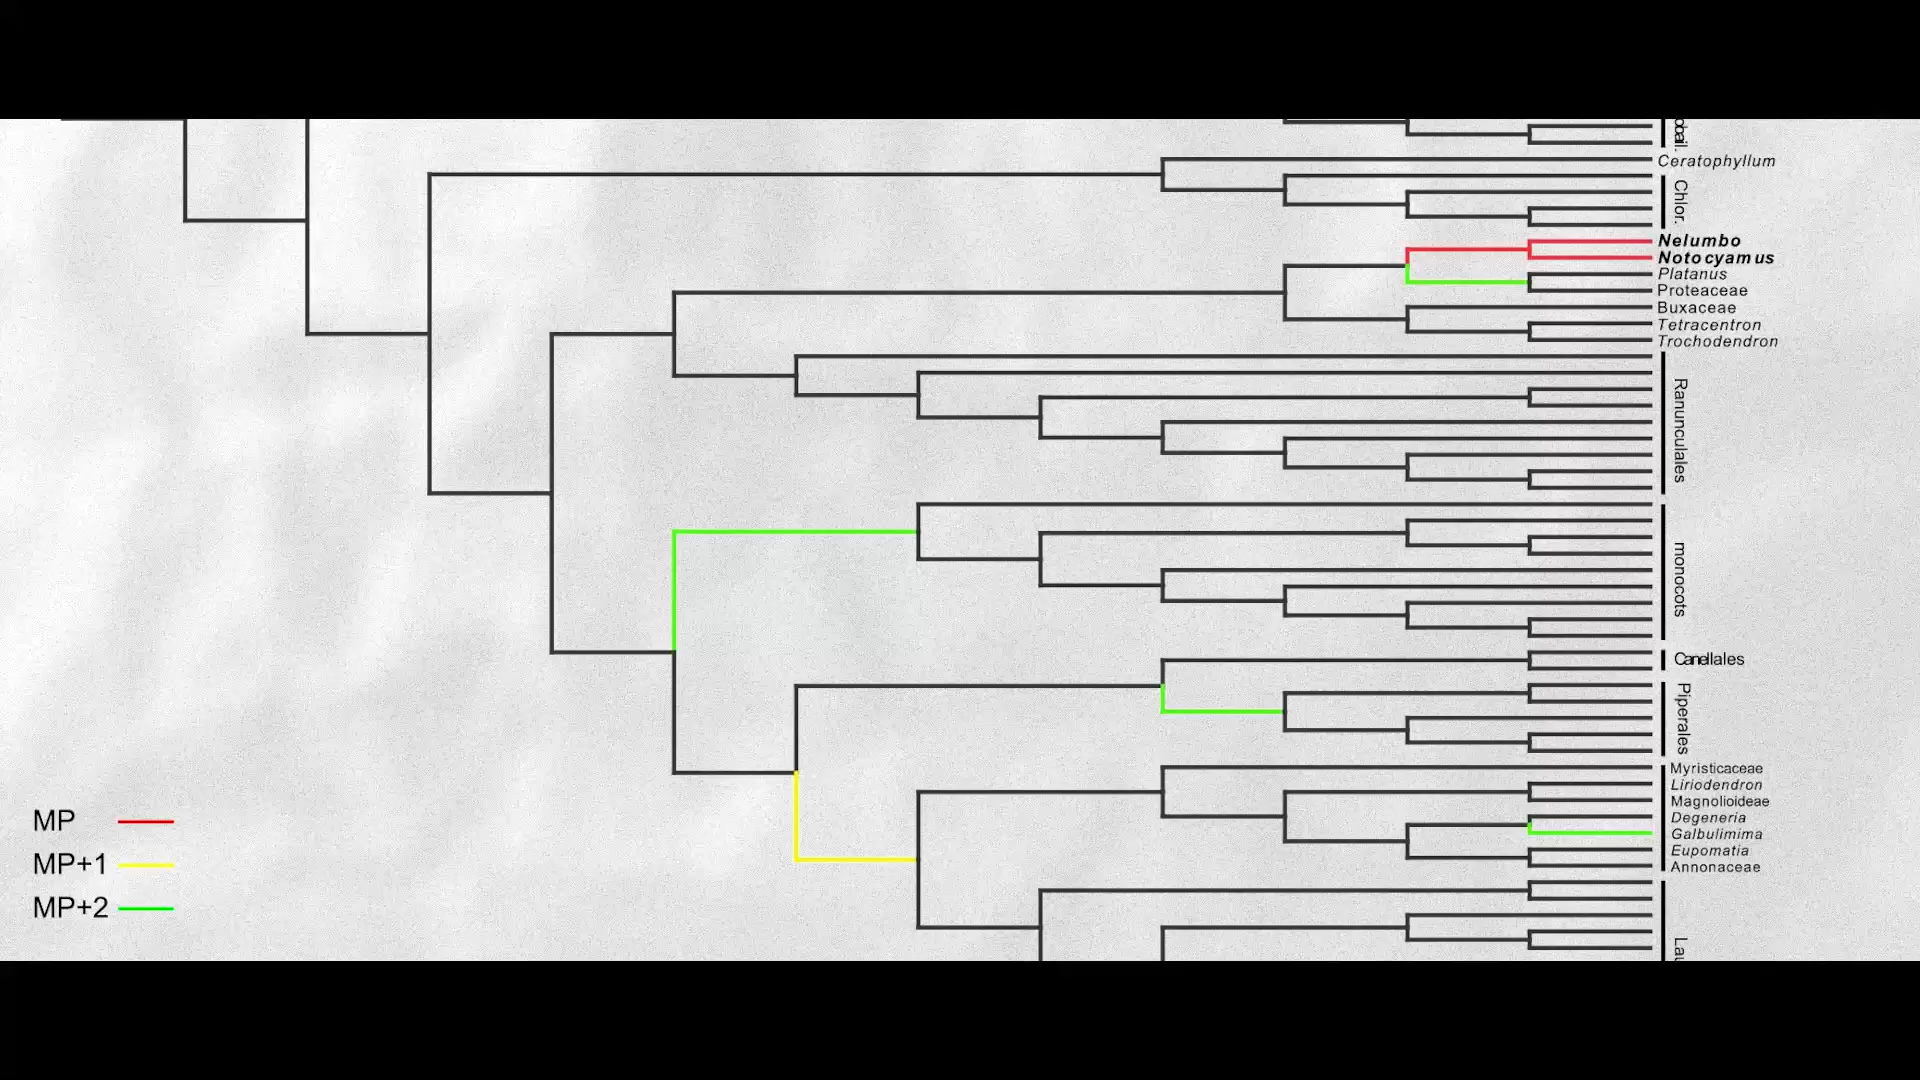 Ceratophyllum
Chlor.
Nelumbo
Notocyamus
Platanus
Proteaceae
Buxaceae
Tetracentron
Trochodendron
Ranunculales
monocots
Canellales
Piperales
Myristicaceae
Liriodendron
Magnolioideae
Degeneria
Galbulimima
Eupomatia
Annonaceae
MP
MP+1
MP+2